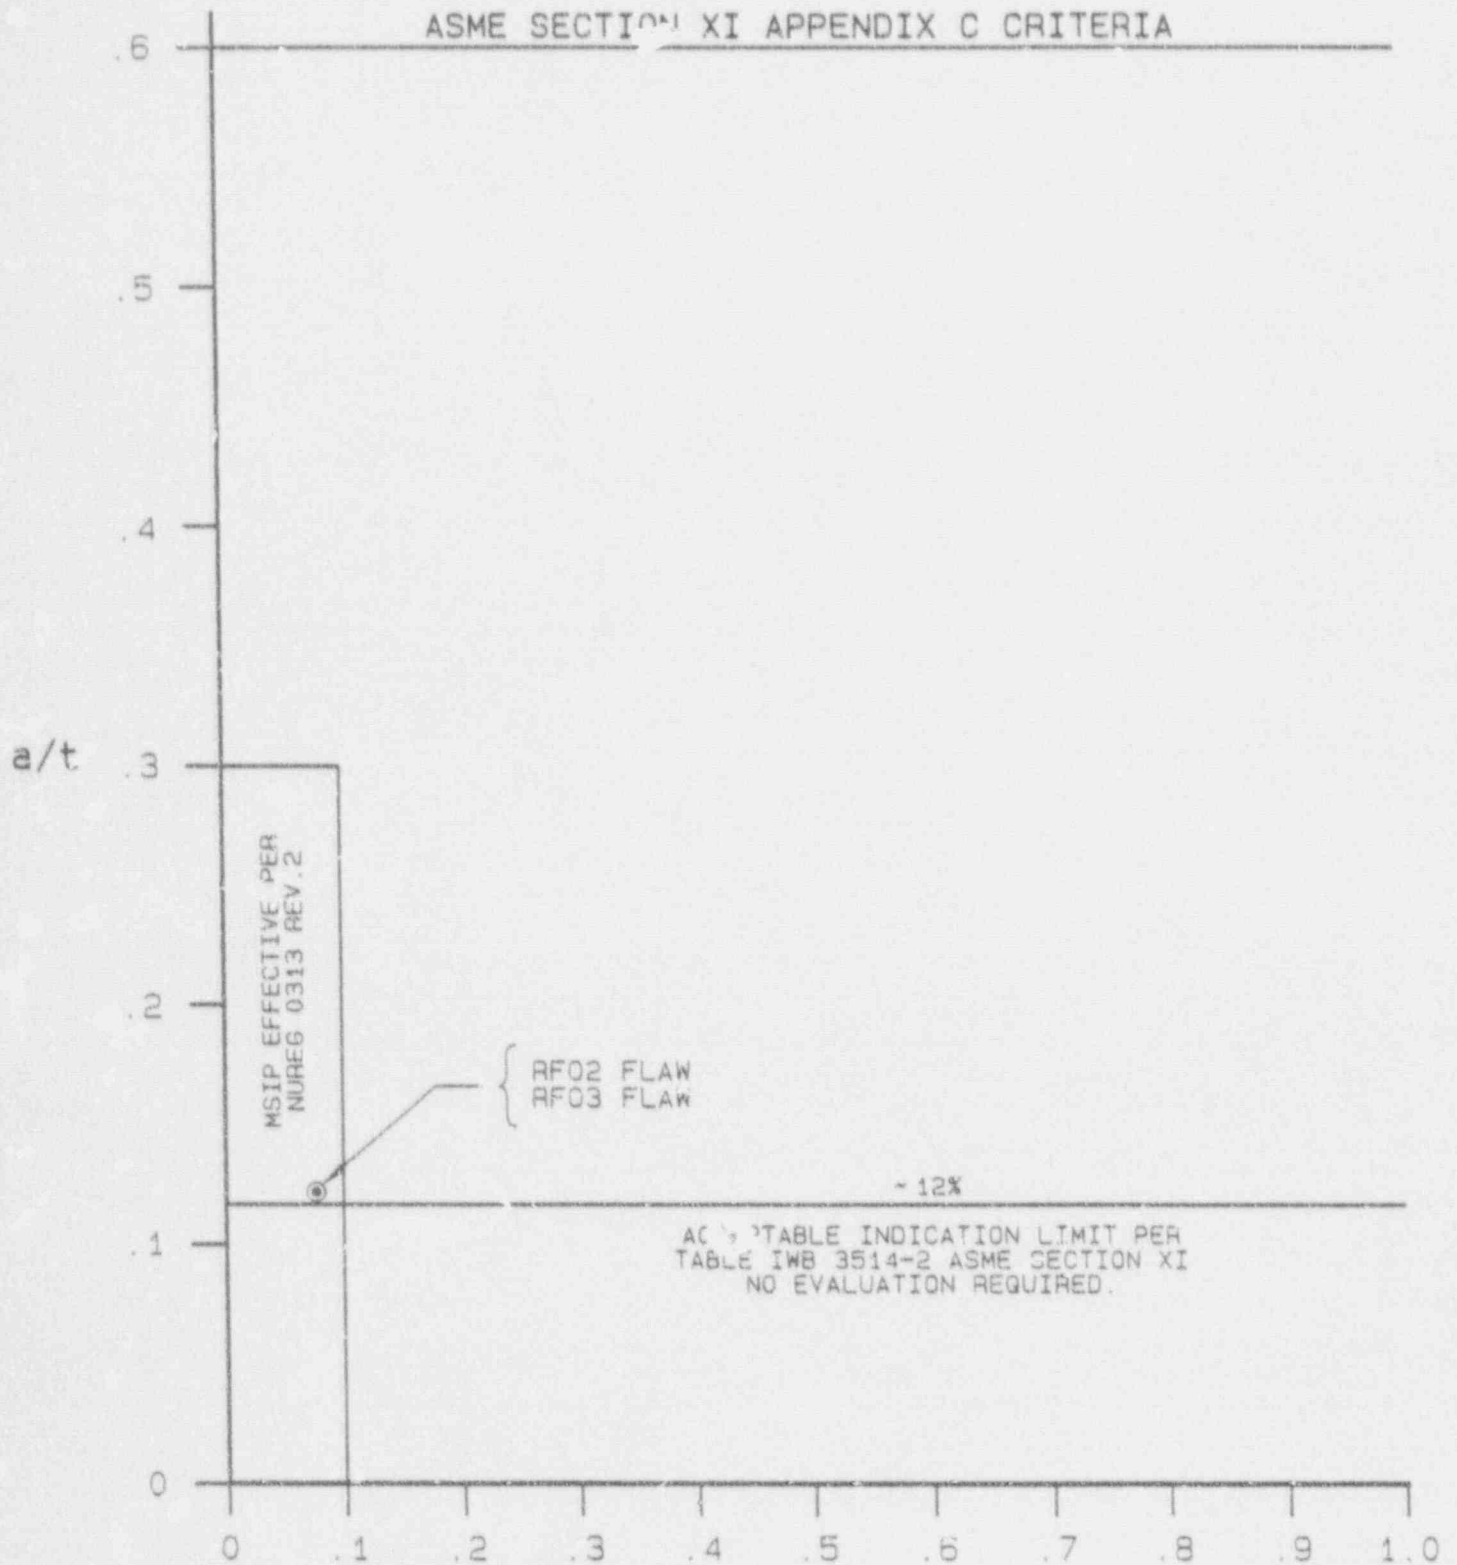 ASME SECTION XI APPENDIX C CRITERIA
.6
.5
.4
a/t .3
MSIP EFFECTIVE PER
NUREG 0313 REV.2
.2
RF02 FLAW
RF03 FLAW
~ 12%
.1
TABLE INDICATION LIMIT PER
TABLE IWB 3514-2 ASME SECTION XI
NO EVALUATION REQUIRED.
0
0 .1 .2 .3 .4 .5 .6 .7 .8 .9 1.0